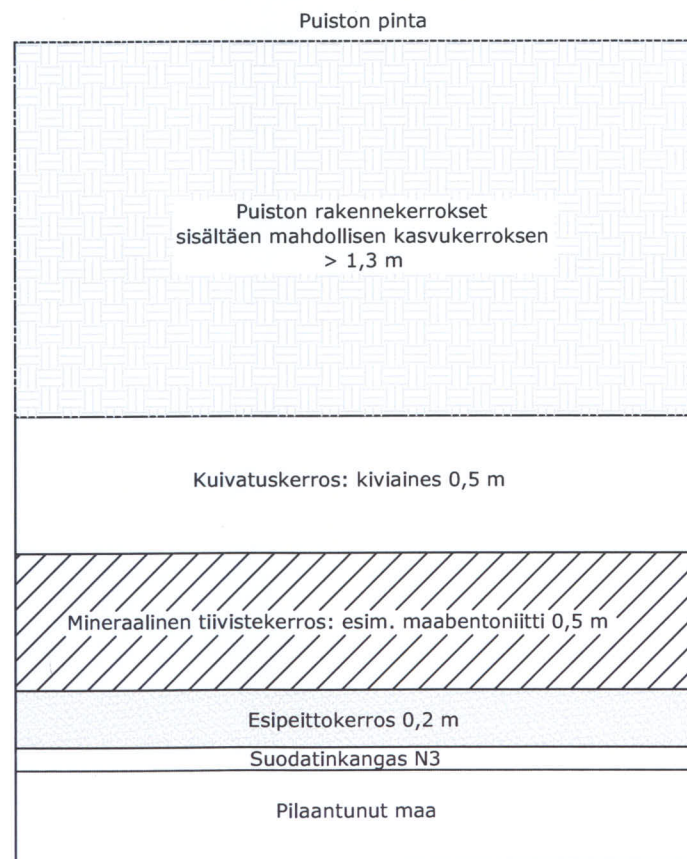 Puiston pinta
Puiston rakennekerrokset
sisältäen mahdollisen kasvukerroksen
> 1,3 m
Kuivatuskerros: kiviaines 0,5 m
Mineraalinen tiivistekerros: esim. maabentoniitti 0,5 m
Esipeittokerros 0,2 m
Suodatinkangas N3
Pilaantunut maa